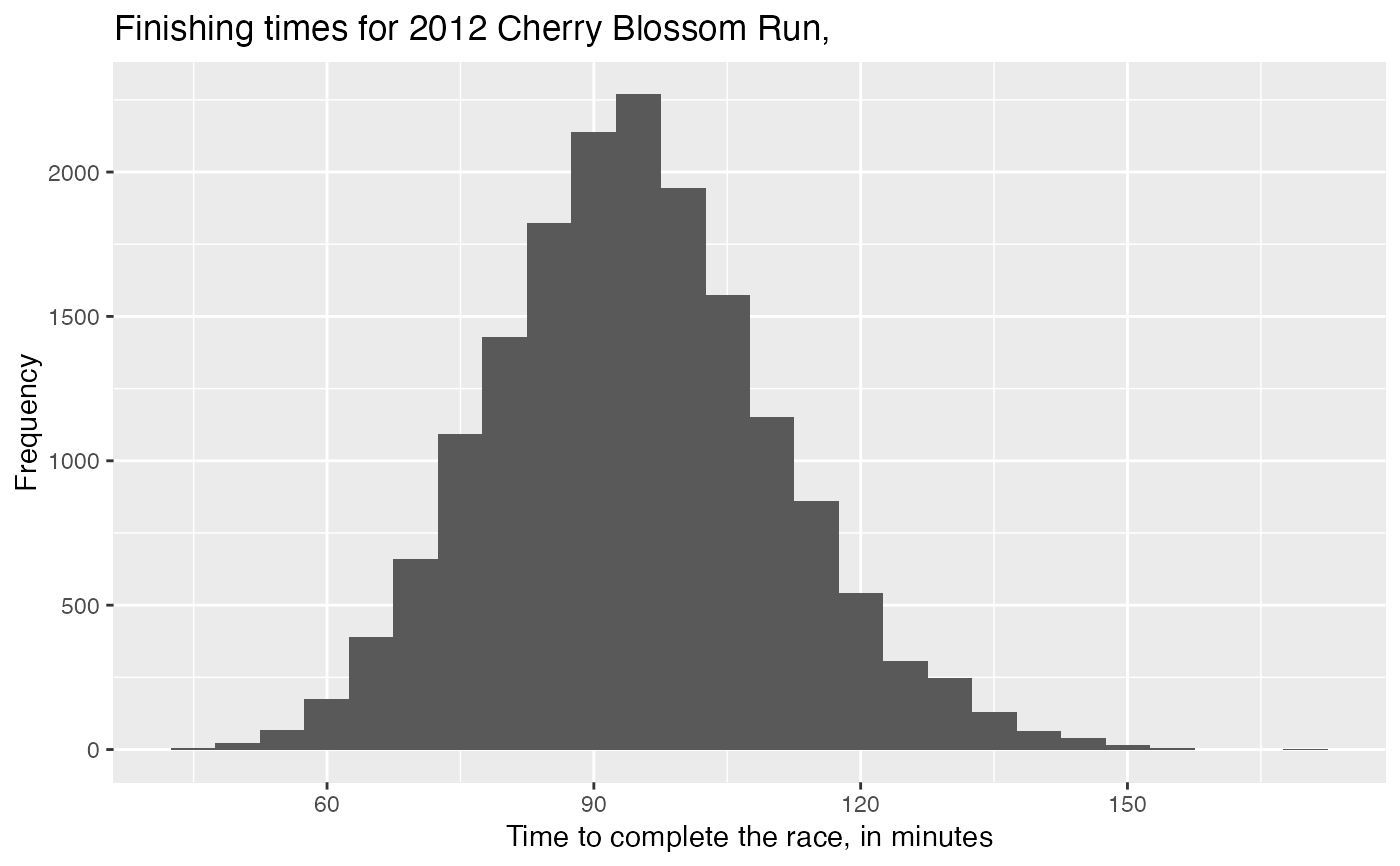 Finishing times for 2012 Cherry Blossom Run,
2000
1500
1000
500
0
Frequency
60 90 120 150
Time to complete the race, in minutes